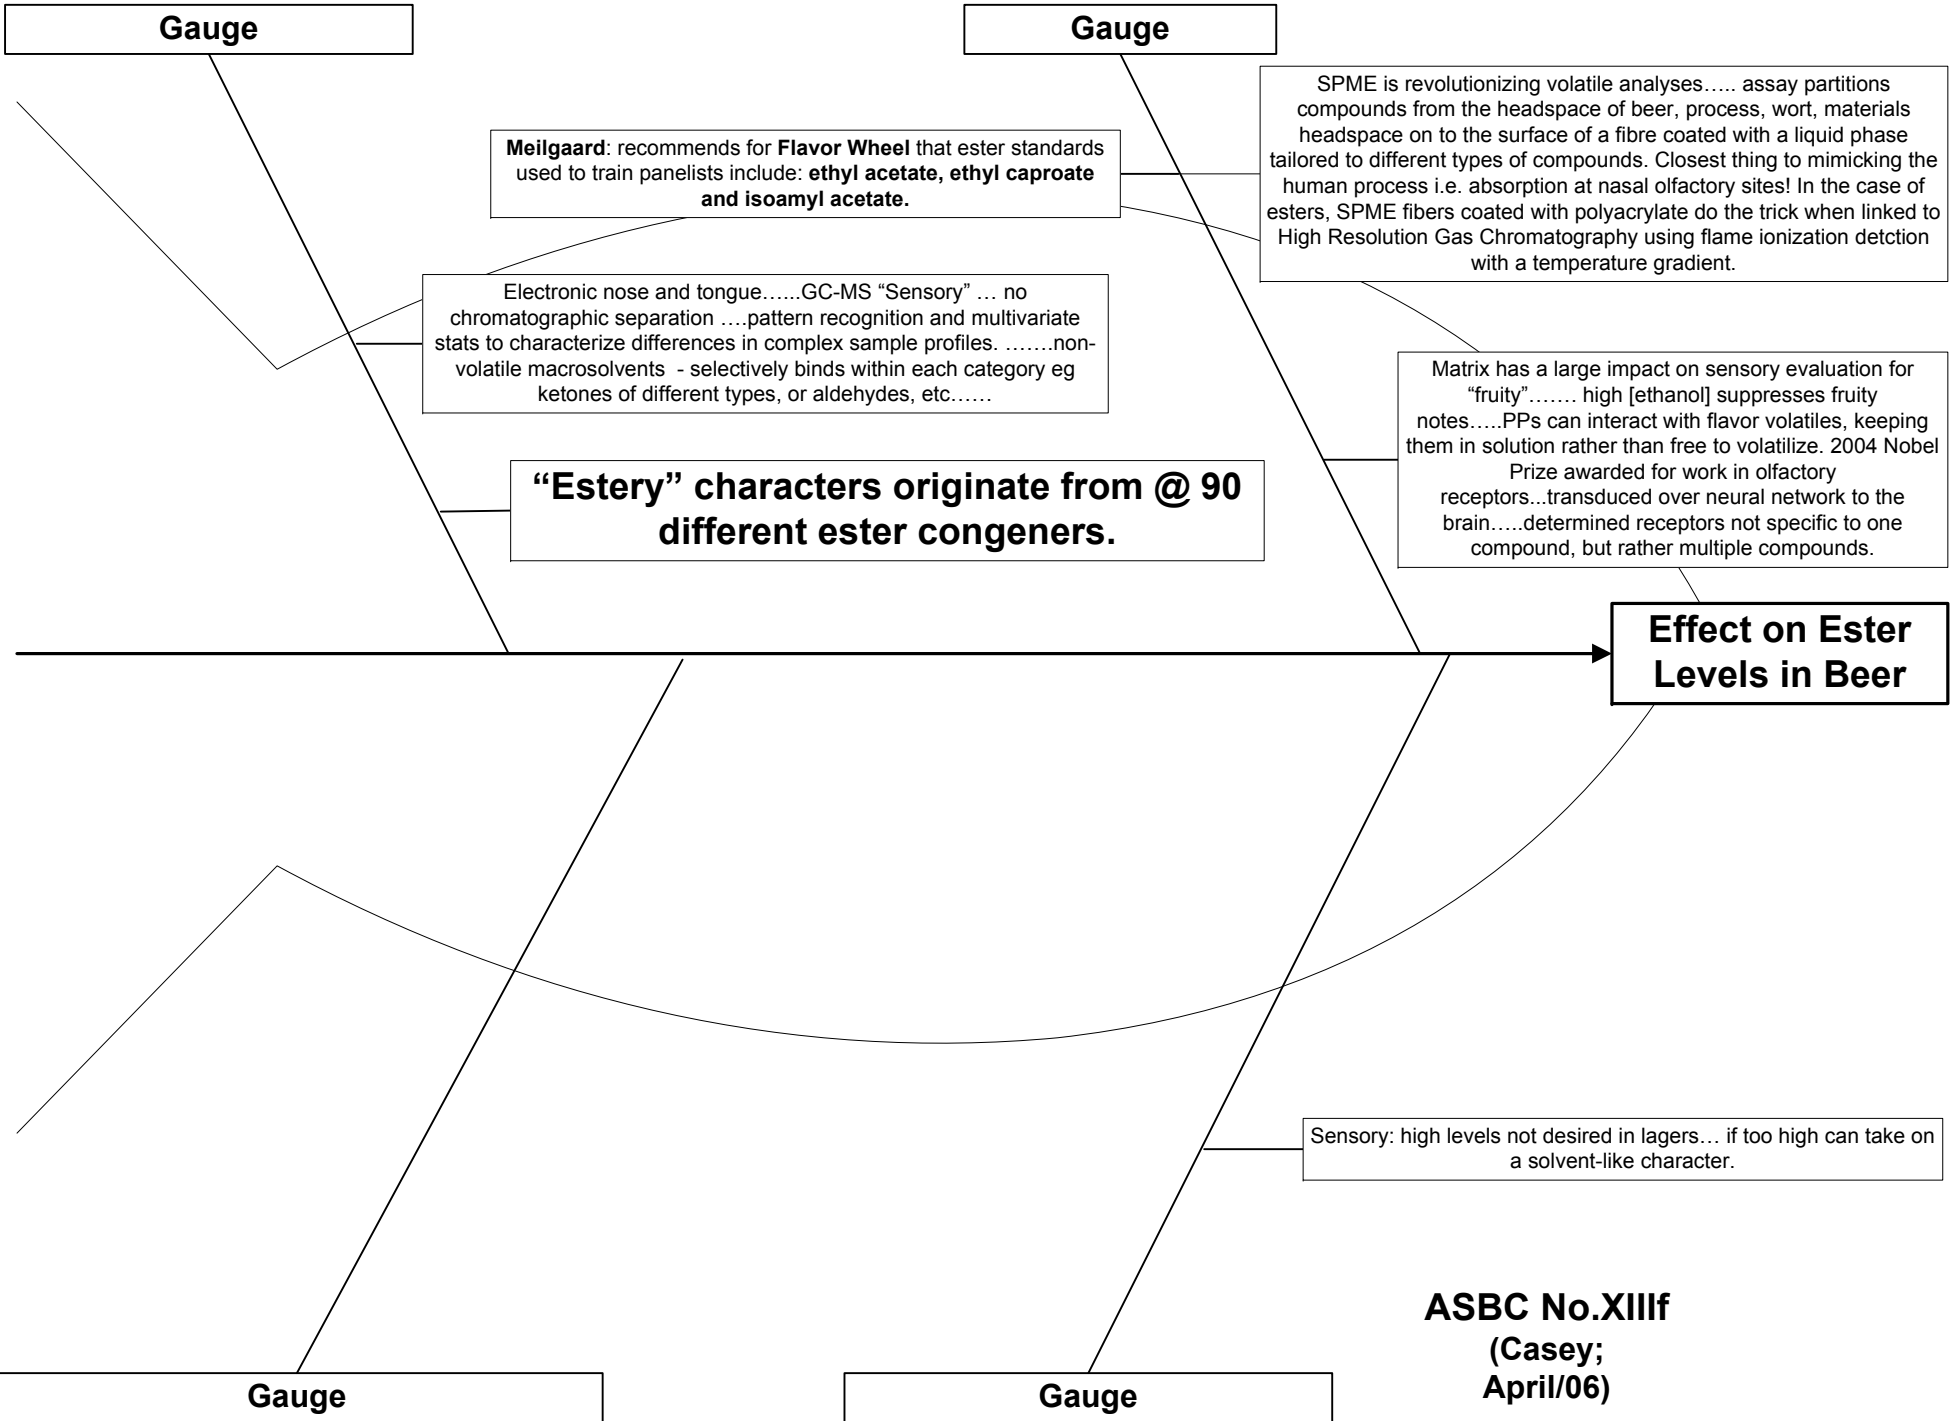 Gauge
Gauge
SPME is revolutionizing volatile analyses….. assay partitions
compounds from the headspace of beer, process, wort, materials
headspace on to the surface of a fibre coated with a liquid phase
tailored to different types of compounds. Closest thing to mimicking the
human process i.e. absorption at nasal olfactory sites! In the case of
esters, SPME fibers coated with polyacrylate do the trick when linked to
High Resolution Gas Chromatography using flame ionization detction
with a temperature gradient.
Meilgaard: recommends for Flavor Wheel that ester standards
used to train panelists include: ethyl acetate, ethyl caproate
and isoamyl acetate.
Electronic nose and tongue…...GC-MS “Sensory” … no
chromatographic separation ….pattern recognition and multivariate
stats to characterize differences in complex sample profiles. …….non-
volatile macrosolvents - selectively binds within each category eg
ketones of different types, or aldehydes, etc……
Matrix has a large impact on sensory evaluation for
“fruity”……. high [ethanol] suppresses fruity
notes…..PPs can interact with flavor volatiles, keeping
them in solution rather than free to volatilize. 2004 Nobel
Prize awarded for work in olfactory
receptors...transduced over neural network to the
brain…..determined receptors not specific to one
compound, but rather multiple compounds.
“Estery” characters originate from @ 90
different ester congeners.
Effect on Ester
Levels in Beer
Sensory: high levels not desired in lagers… if too high can take on
a solvent-like character.
ASBC No.XIIIf
(Casey;
April/06)
Gauge
Gauge